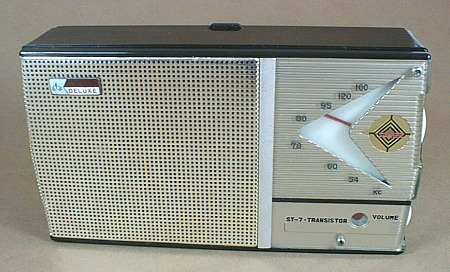 DELUXE
160
120
95
80
70
60
54
KC
ST-7·TRANSISTOR
VOLUME